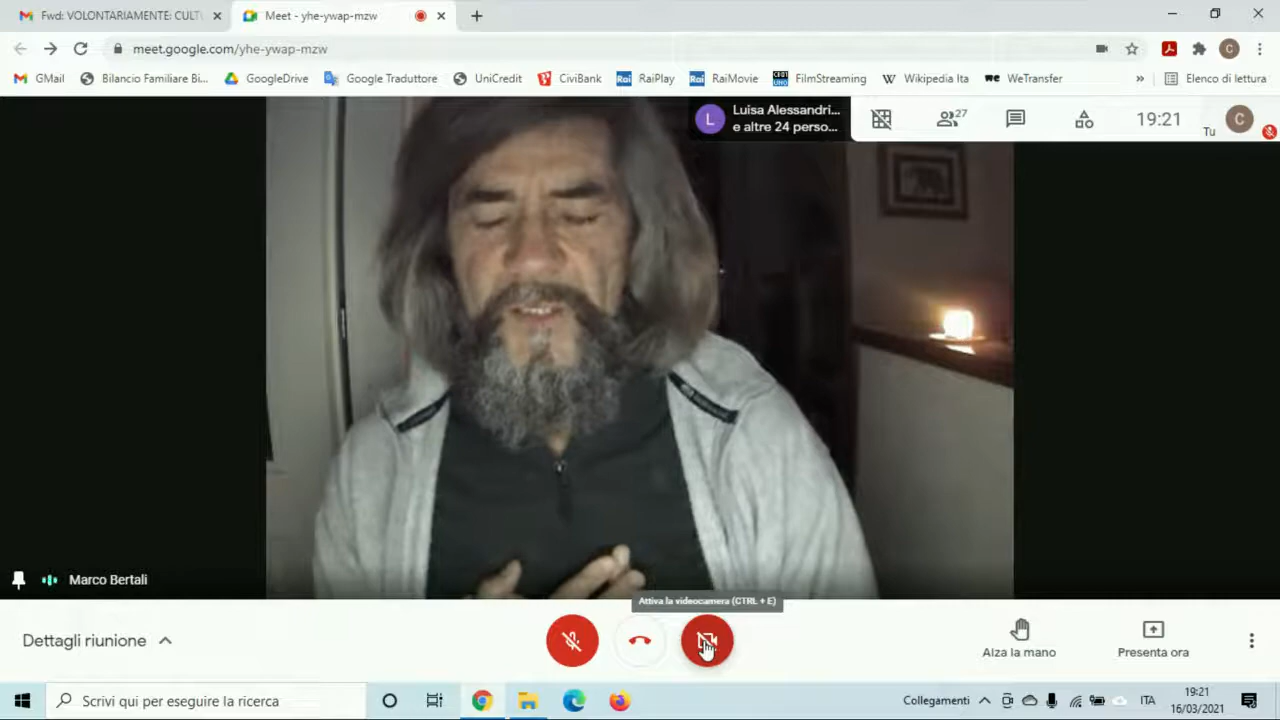 Fwd: VOLONTARIAMENTE: CULT
Meet - yhe-ywap-mzw
meet.google.com/yhe-ywap-mzw
GMail
Bilancio Familiare Bi...
GoogleDrive
Google Traduttore
UniCredit
CiviBank
Rai
RaiPlay
Rai
RaiMovie
FilmStreaming
W
Wikipedia Ita
we
WeTransfer
»
Elenco di lettura
C
L
Luisa Alessandri...
e altre 24 perso...
27
19:21
Tu
C
Marco Bertali
Attiva la videocamera (CTRL + E)
Dettagli riunione
Alza la mano
Presenta ora
Scrivi qui per eseguire la ricerca
Collegamenti
ITA
19:21
16/03/2021